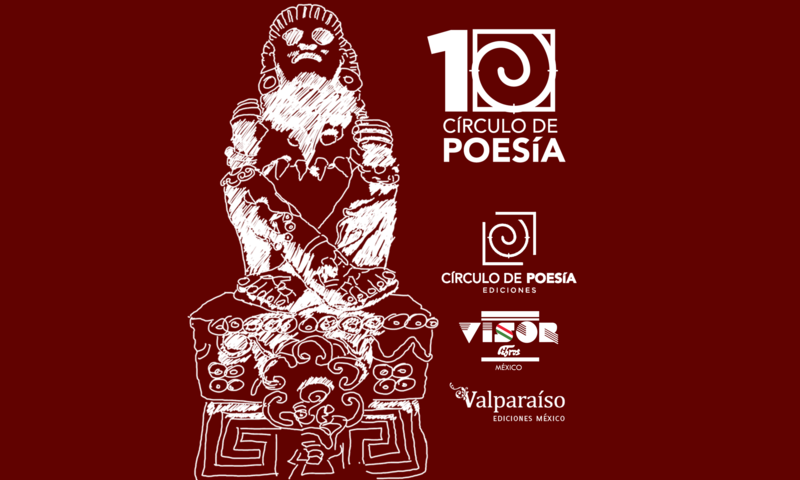 10
CÍRCULO DE
POESÍA
CÍRCULO DE POESÍA
EDICIONES
VISOR
Libros
MÉXICO
Valparaíso
EDICIONES MÉXICO